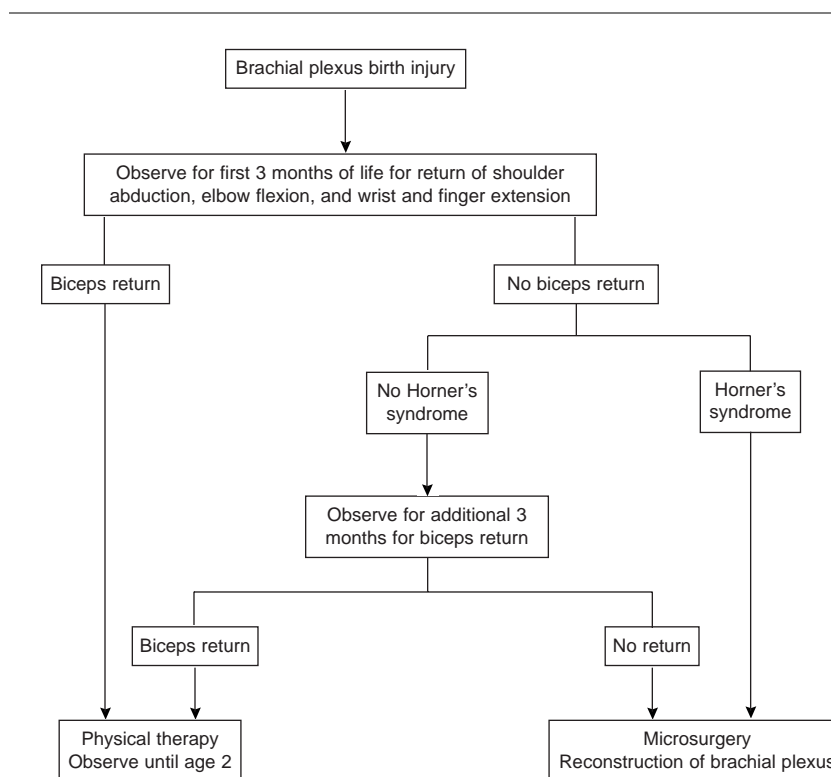 Brachial plexus birth injury
Observe for first 3 months of life for return of shoulder
abduction, elbow flexion, and wrist and finger extension
Biceps return
No biceps return
No Horner's
syndrome
Horner's
syndrome
Observe for additional 3
months for biceps return
Biceps return
No return
Physical therapy
Observe until age 2
Microsurgery
Reconstruction of brachial plexus